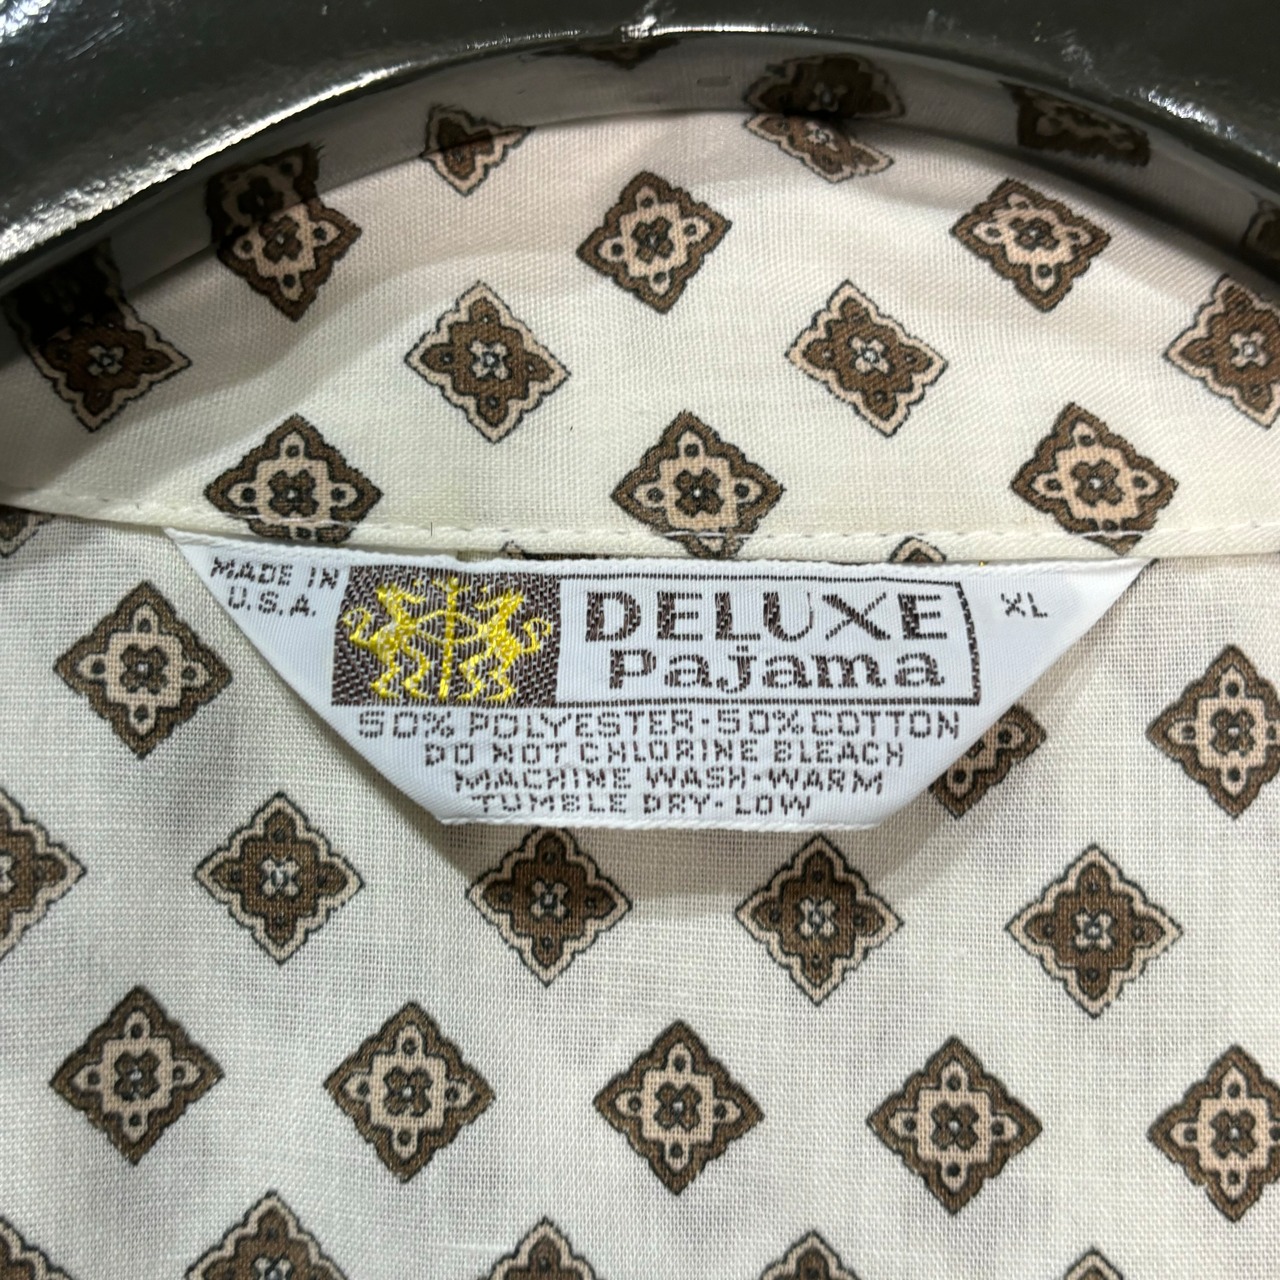 MADE IN
U.S.A.
DELUXE
Pajama
XL
50% POLYESTER·50% COTTON
DO NOT CHLORINE BLEACH
MACHINE WASH·WARM
TUMBLE DRY·LOW